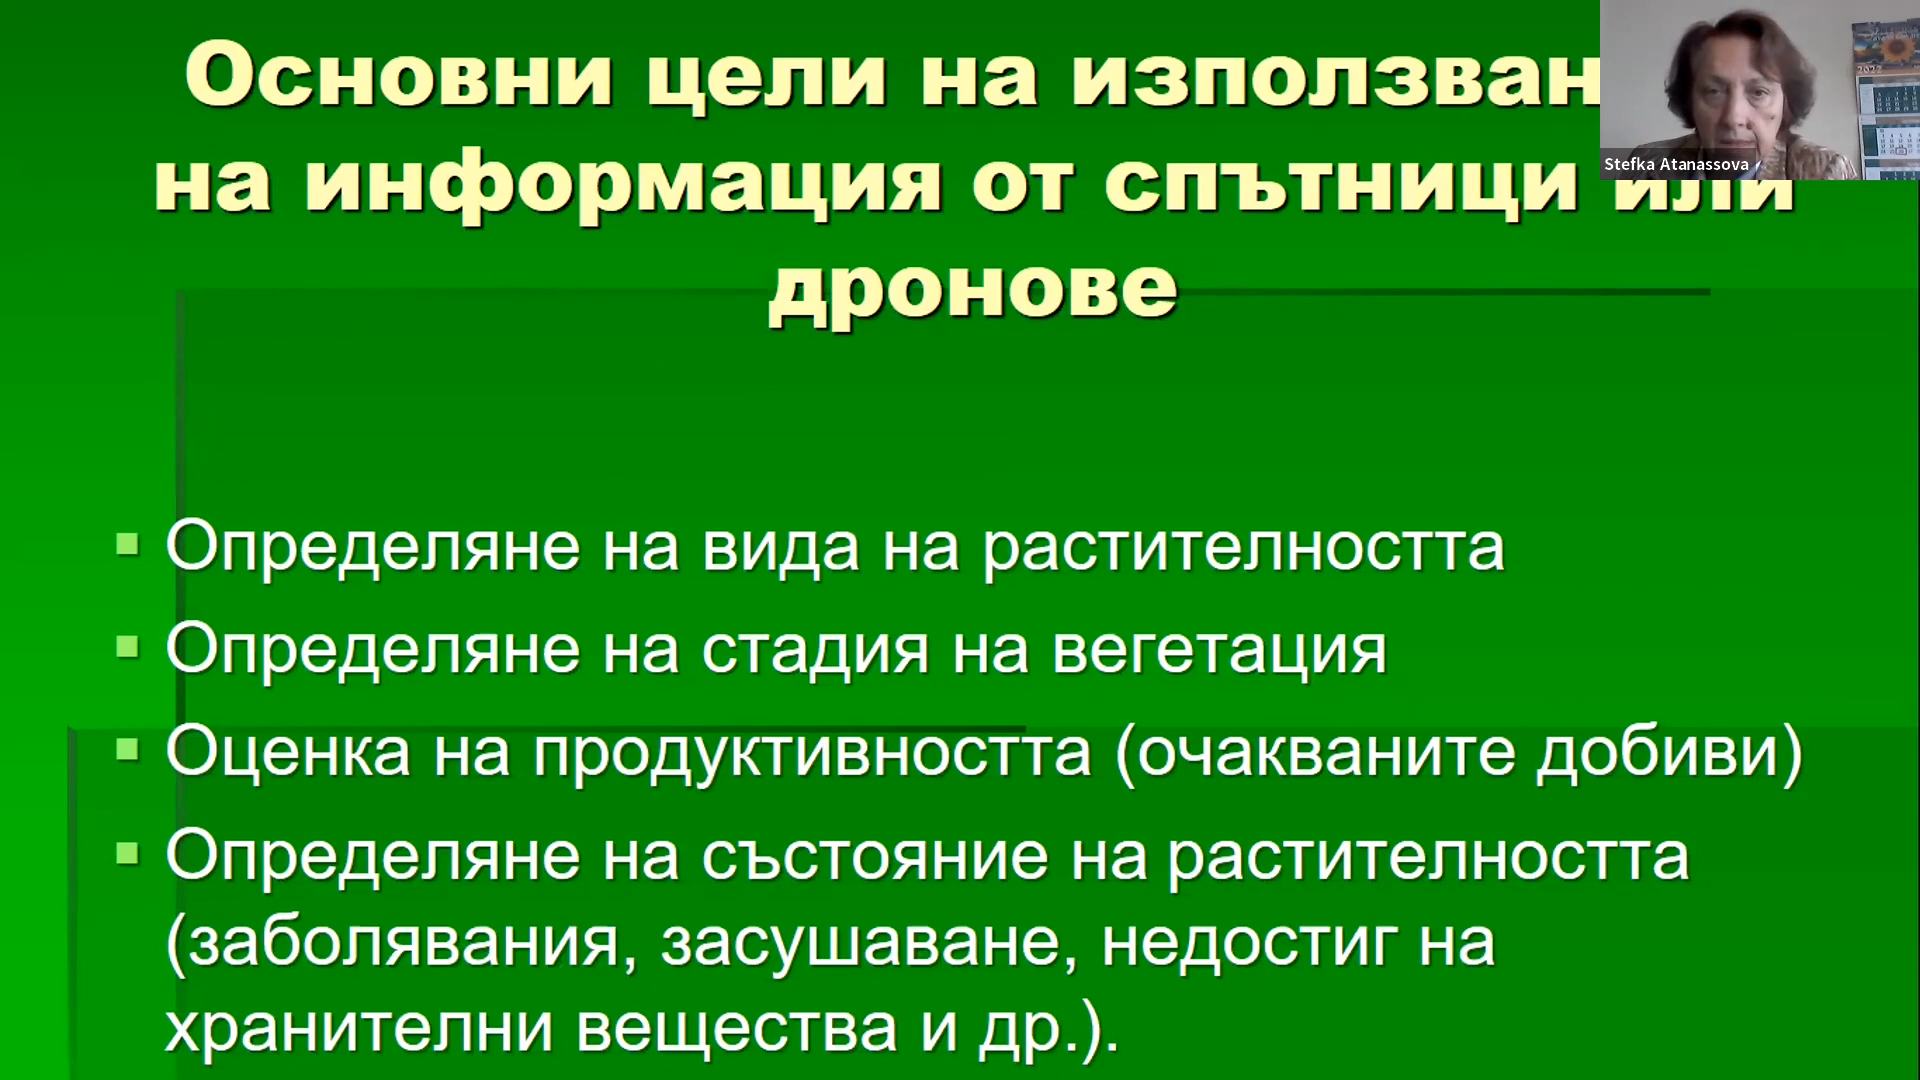 Основни цели на използван
на информация от спътници или
дронове
Stefka Atanassova
2022
▪ Определяне на вида на растителността
▪ Определяне на стадия на вегетация
▪ Оценка на продуктивността (очакваните добиви)
▪ Определяне на състояние на растителността
(заболявания, засушаване, недостиг на
хранителни вещества и др.).